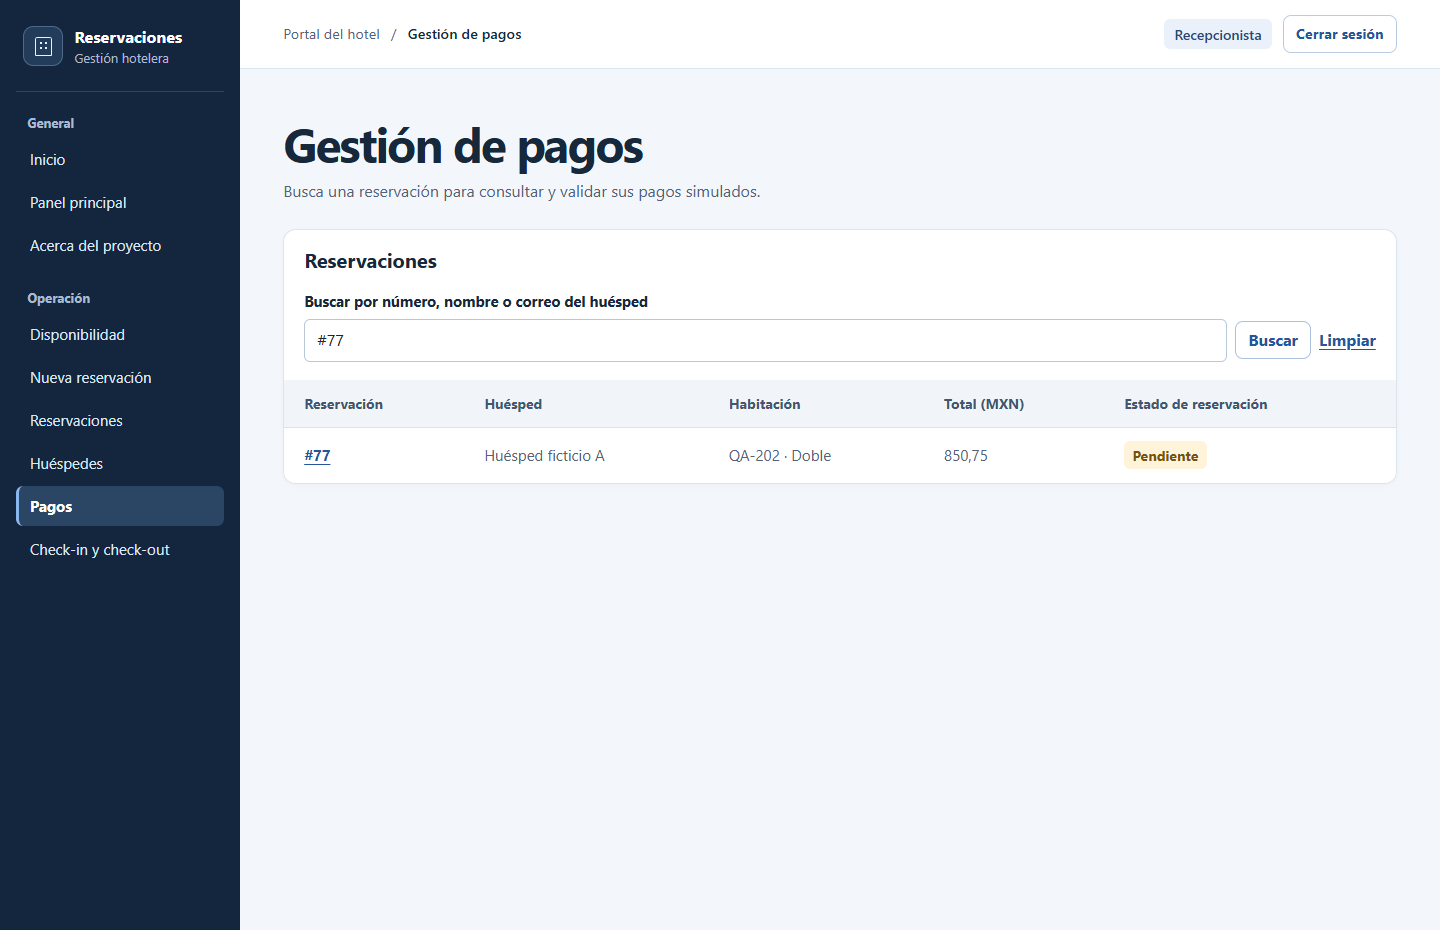 Reservaciones
Gestión hotelera
General
Inicio
Panel principal
Acerca del proyecto
Operación
Disponibilidad
Nueva reservación
Reservaciones
Huéspedes
Pagos
Check-in y check-out
Portal del hotel / Gestión de pagos
Recepcionista
Cerrar sesión
Gestión de pagos
Busca una reservación para consultar y validar sus pagos simulados.
Reservaciones
Buscar por número, nombre o correo del huésped
#77
Buscar
Limpiar
Reservación Huésped Habitación Total (MXN) Estado de reservación
#77 Huésped ficticio A QA-202 · Doble 850,75 Pendiente